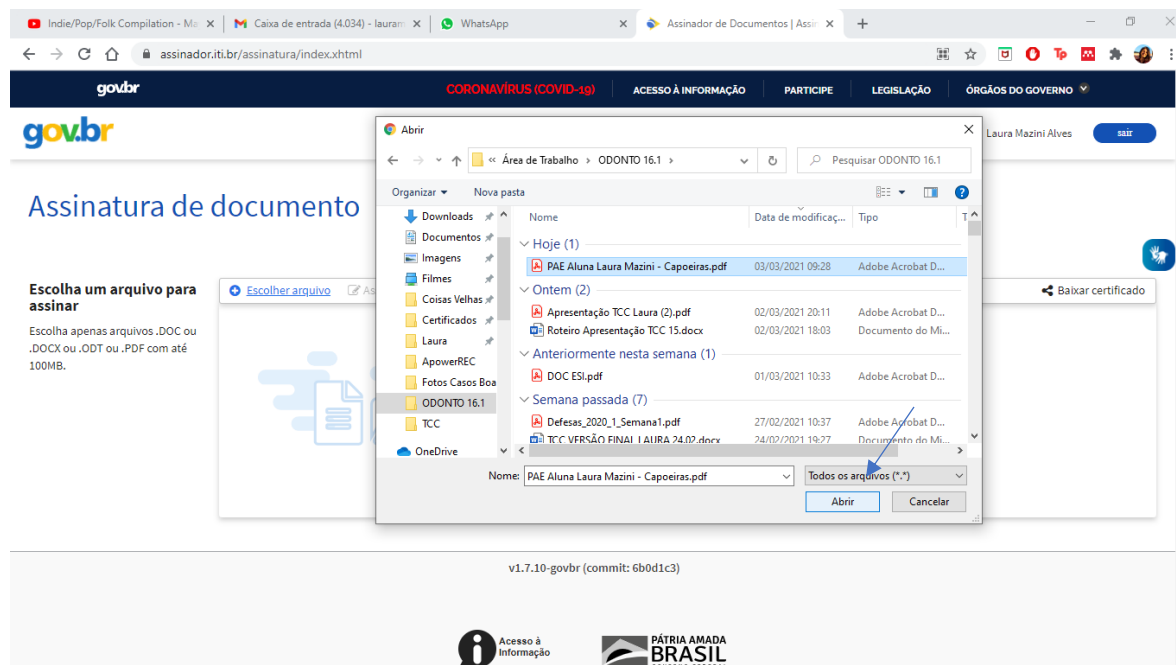 Indie/Pop/Folk Compilation - Ma
Caixa de entrada (4.034) - lauram
WhatsApp
Assinador de Documentos | Assin
assinador.iti.br/assinatura/index.xhtml
gov.br
CORONAVÍRUS (COVID-19)
ACESSO À INFORMAÇÃO
PARTICIPE
LEGISLAÇÃO
ÓRGÃOS DO GOVERNO
gov.br
Laura Mazini Alves
sair
Assinatura de documento
Escolha um arquivo para
assinar
Escolha apenas arquivos .DOC ou
.DOCX ou .ODT ou .PDF com até
100MB.
Escolher arquivo
As
Baixar certificado
Abrir
« Área de Trabalho › ODONTO 16.1 ›
Pesquisar ODONTO 16.1
Organizar
Nova pasta
Downloads
Documentos
Imagens
Filmes
Coisas Velhas
Certificados
Laura
ApowerREC
Fotos Casos Boa
ODONTO 16.1
TCC
OneDrive
Nome Data de modificaç... Tipo T
Hoje (1)
PAE Aluna Laura Mazini - Capoeiras.pdf 03/03/2021 09:28 Adobe Acrobat D...
Ontem (2)
Apresentação TCC Laura (2).pdf 02/03/2021 20:11 Adobe Acrobat D...
Roteiro Apresentação TCC 15.docx 02/03/2021 18:03 Documento do Mi...
Anteriormente nesta semana (1)
DOC ESI.pdf 01/03/2021 10:33 Adobe Acrobat D...
Semana passada (7)
Defesas_2020_1_Semana1.pdf 27/02/2021 10:37 Adobe Acrobat D...
TCC VERSÃO FINAL LAURA 24.02.docx 24/02/2021 19:27 Documento do Mi...
Nome: PAE Aluna Laura Mazini - Capoeiras.pdf
Todos os arquivos (*.*)
Abrir
Cancelar
v1.7.10-govbr (commit: 6b0d1c3)
Acesso à
Informação
PÁTRIA AMADA
BRASIL